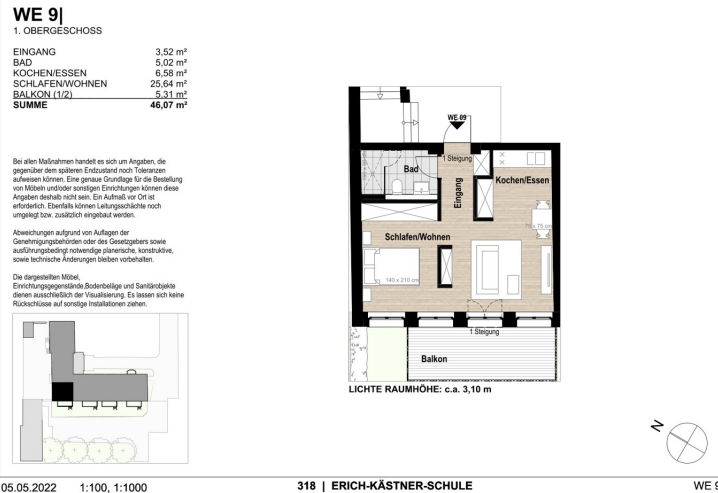 WE 9|
1. OBERGESCHOSS
EINGANG 3,52 m²
BAD 5,02 m²
KOCHEN/ESSEN 6,58 m²
SCHLAFEN/WOHNEN 25,64 m²
BALKON (1/2) 5,31 m²
SUMME 46,07 m²
Bei allen Maßnahmen handelt es sich um Angaben, die
gegenüber dem späteren Endzustand noch Toleranzen
aufweisen können. Eine genaue Grundlage für die Bestellung
von Möbeln und/oder sonstigen Einrichtungen können diese
Angaben deshalb nicht sein. Ein Aufmaß vor Ort ist
erforderlich. Ebenfalls können Leitungsschächte noch
umgelegt bzw. zusätzlich eingebaut werden.
Abweichungen aufgrund von Auflagen der
Genehmigungsbehörden oder des Gesetzgebers sowie
ausführungsbedingt notwendige planerische, konstruktive,
sowie technische Änderungen bleiben vorbehalten.
Die dargestellten Möbel,
Einrichtungsgegenstände,Bodenbeläge und Sanitärobjekte
dienen ausschließlich der Visualisierung. Es lassen sich keine
Rückschlüsse auf sonstige Installationen ziehen.
WE 09
1 Steigung
Bad
Eingang
Kochen/Essen
75 x 75 cm
Schlafen/Wohnen
140 x 210 cm
1 Steigung
Balkon
LICHTE RAUMHÖHE: c.a. 3,10 m
N
05.05.2022 1:100, 1:1000 318 | ERICH-KÄSTNER-SCHULE WE 9